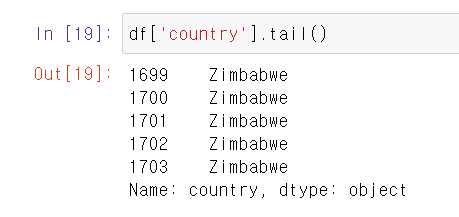 In [19]: df['country'].tail()
Out[19]: 1699    Zimbabwe
1700    Zimbabwe
1701    Zimbabwe
1702    Zimbabwe
1703    Zimbabwe
Name: country, dtype: object